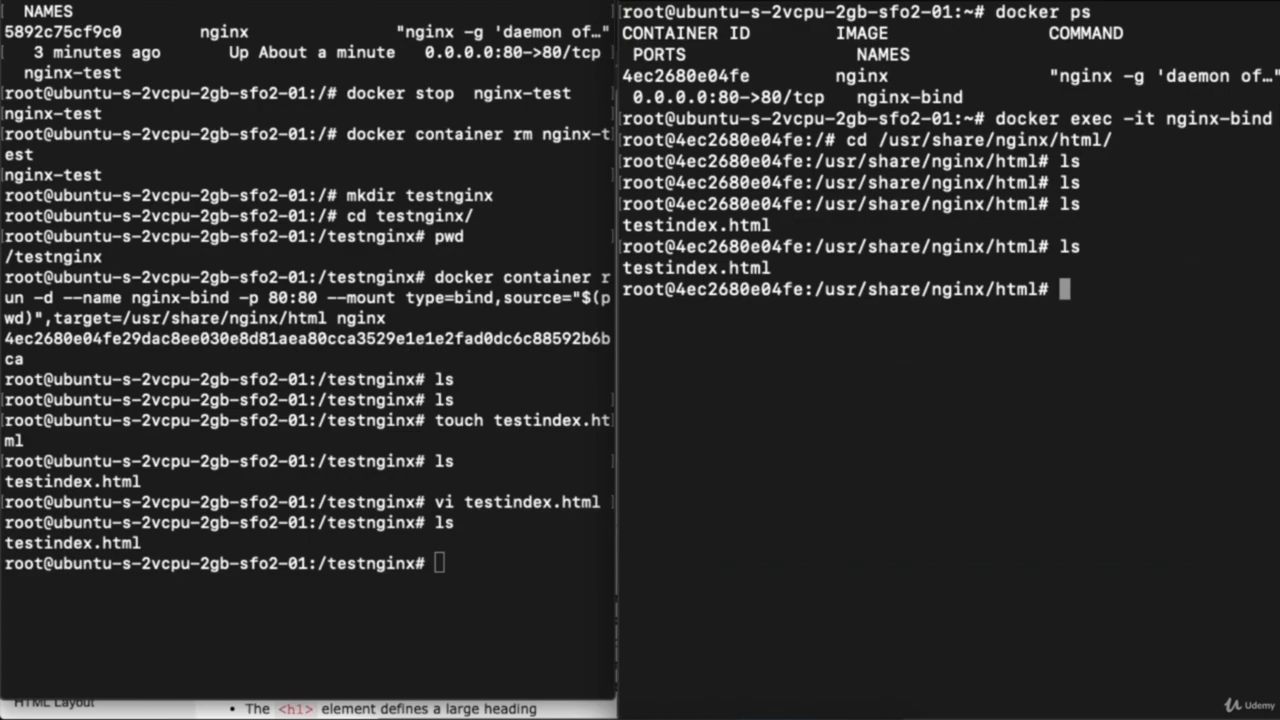 NAMES
5892c75cf9c0 nginx "nginx -g 'daemon of…"
3 minutes ago Up About a minute 0.0.0.0:80->80/tcp
nginx-test
root@ubuntu-s-2vcpu-2gb-sfo2-01:/# docker stop nginx-test
nginx-test
root@ubuntu-s-2vcpu-2gb-sfo2-01:/# docker container rm nginx-t
est
nginx-test
root@ubuntu-s-2vcpu-2gb-sfo2-01:/# mkdir testnginx
root@ubuntu-s-2vcpu-2gb-sfo2-01:/# cd testnginx/
root@ubuntu-s-2vcpu-2gb-sfo2-01:/testnginx# pwd
/testnginx
root@ubuntu-s-2vcpu-2gb-sfo2-01:/testnginx# docker container r
un -d --name nginx-bind -p 80:80 --mount type=bind,source="$(p
wd)",target=/usr/share/nginx/html nginx
4ec2680e04fe29dac8ee030e8d81aea80cca3529e1e1e2fad0dc6c88592b6b
ca
root@ubuntu-s-2vcpu-2gb-sfo2-01:/testnginx# ls
root@ubuntu-s-2vcpu-2gb-sfo2-01:/testnginx# ls
root@ubuntu-s-2vcpu-2gb-sfo2-01:/testnginx# touch testindex.ht
ml
root@ubuntu-s-2vcpu-2gb-sfo2-01:/testnginx# ls
testindex.html
root@ubuntu-s-2vcpu-2gb-sfo2-01:/testnginx# vi testindex.html
root@ubuntu-s-2vcpu-2gb-sfo2-01:/testnginx# ls
testindex.html
root@ubuntu-s-2vcpu-2gb-sfo2-01:/testnginx#
HTML Layout
• The <h1> element defines a large heading
root@ubuntu-s-2vcpu-2gb-sfo2-01:~# docker ps
CONTAINER ID IMAGE COMMAND
PORTS NAMES
4ec2680e04fe nginx "nginx -g 'daemon of…"
0.0.0.0:80->80/tcp nginx-bind
root@ubuntu-s-2vcpu-2gb-sfo2-01:~# docker exec -it nginx-bind
root@4ec2680e04fe:/# cd /usr/share/nginx/html/
root@4ec2680e04fe:/usr/share/nginx/html# ls
root@4ec2680e04fe:/usr/share/nginx/html# ls
root@4ec2680e04fe:/usr/share/nginx/html# ls
testindex.html
root@4ec2680e04fe:/usr/share/nginx/html# ls
testindex.html
root@4ec2680e04fe:/usr/share/nginx/html#
Udemy